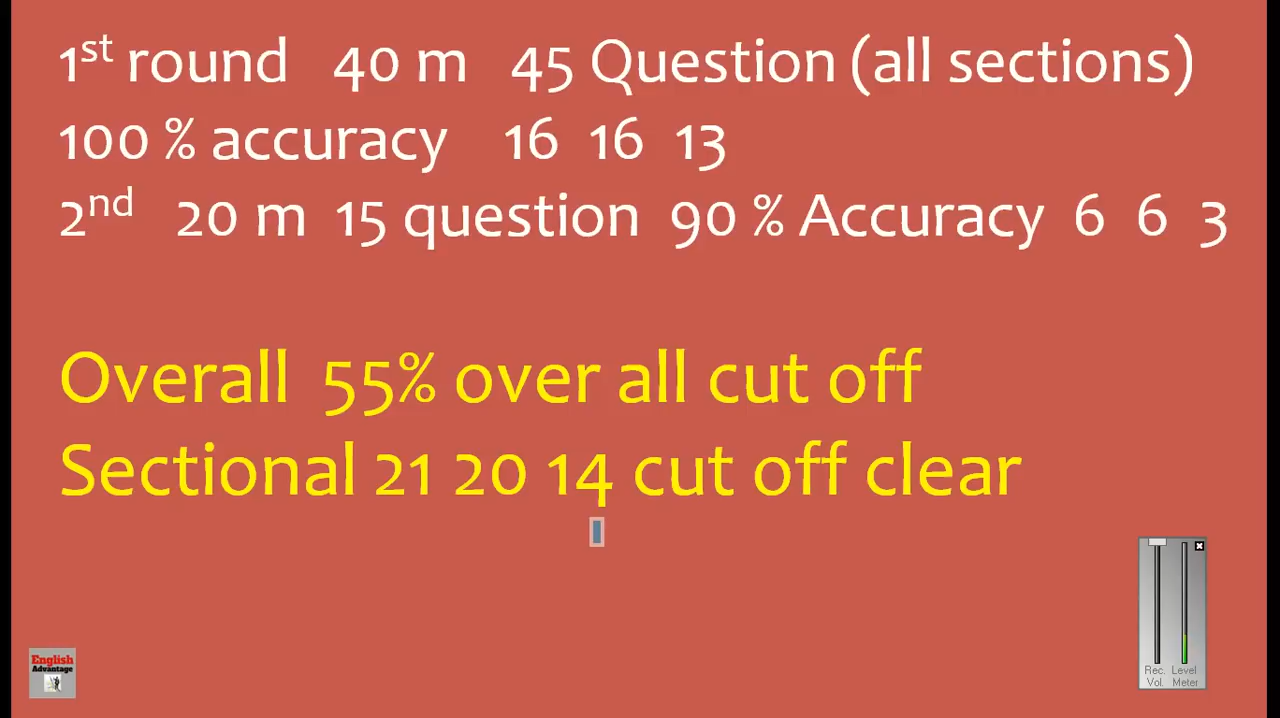 1st round 40 m 45 Question (all sections)
100 % accuracy 16 16 13
2nd 20 m 15 question 90 % Accuracy 6 6 3
Overall 55% over all cut off
Sectional 21 20 14 cut off clear
English
Advantage
Rec. Level
Vol. Meter